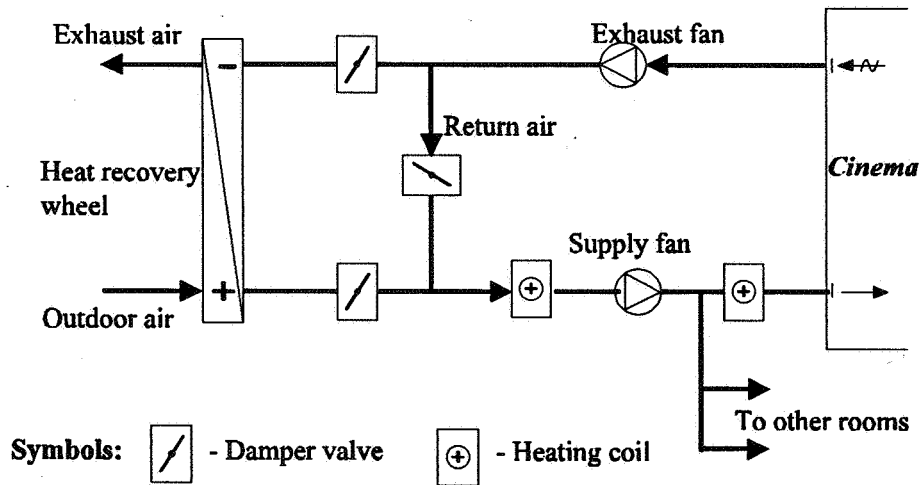 Exhaust air
Exhaust fan
Return air
Heat recovery
wheel
Cinema
Supply fan
Outdoor air
To other rooms
Symbols: - Damper valve - Heating coil